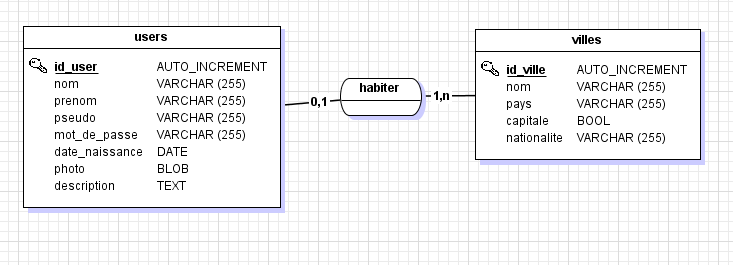 users
id_user AUTO_INCREMENT
nom VARCHAR (255)
prenom VARCHAR (255)
pseudo VARCHAR (255)
mot_de_passe VARCHAR (255)
date_naissance DATE
photo BLOB
description TEXT
0,1
habiter
1,n
villes
id_ville AUTO_INCREMENT
nom VARCHAR (255)
pays VARCHAR (255)
capitale BOOL
nationalite VARCHAR (255)